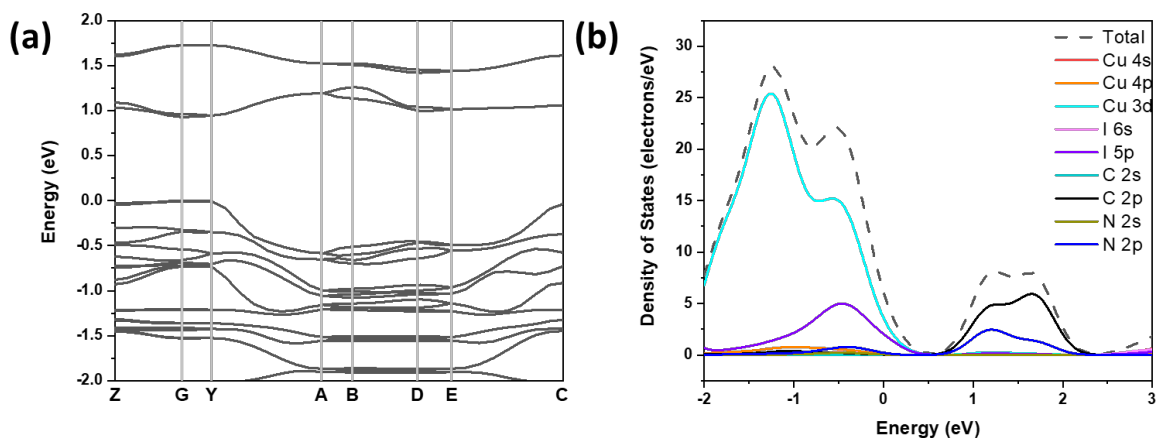 (a)
2.0
1.5
1.0
0.5
0.0
-0.5
-1.0
-1.5
-2.0
Energy (eV)
Z G Y A B D E C
(b)
30
25
20
15
10
5
0
Density of States (electrons/eV)
-2 -1 0 1 2 3
Energy (eV)
Total
Cu 4s
Cu 4p
Cu 3d
I 6s
I 5p
C 2s
C 2p
N 2s
N 2p